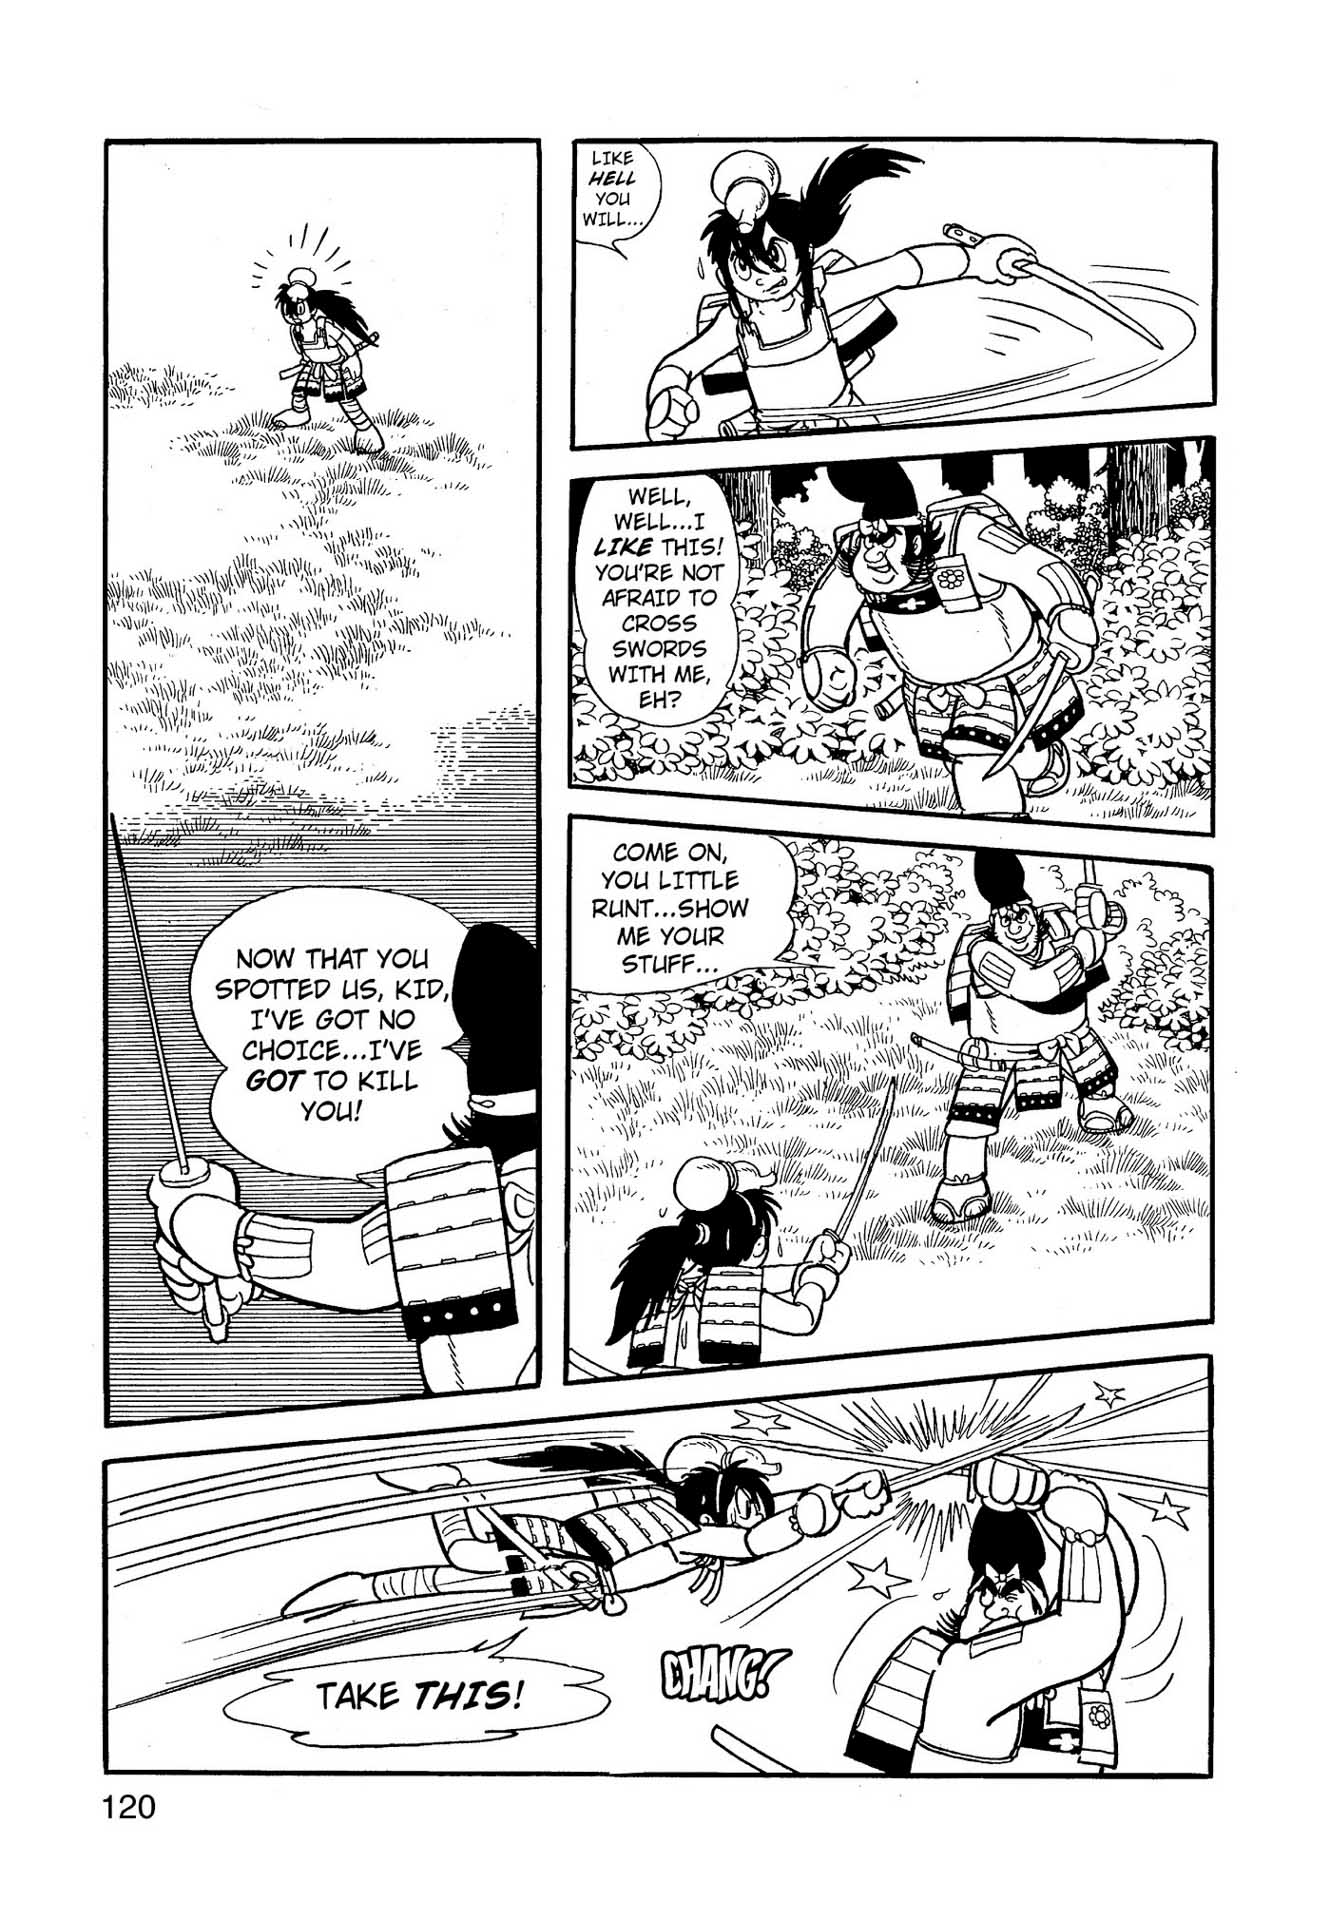 NOW THAT YOU
SPOTTED US, KID,
I'VE GOT NO
CHOICE...I'VE
GOT TO KILL
YOU!
LIKE
HELL
YOU
WILL...
WELL,
WELL...I
LIKE THIS!
YOU'RE NOT
AFRAID TO
CROSS
SWORDS
WITH ME,
EH?
COME ON,
YOU LITTLE
RUNT...SHOW
ME YOUR
STUFF...
TAKE THIS!
CHANG!
120